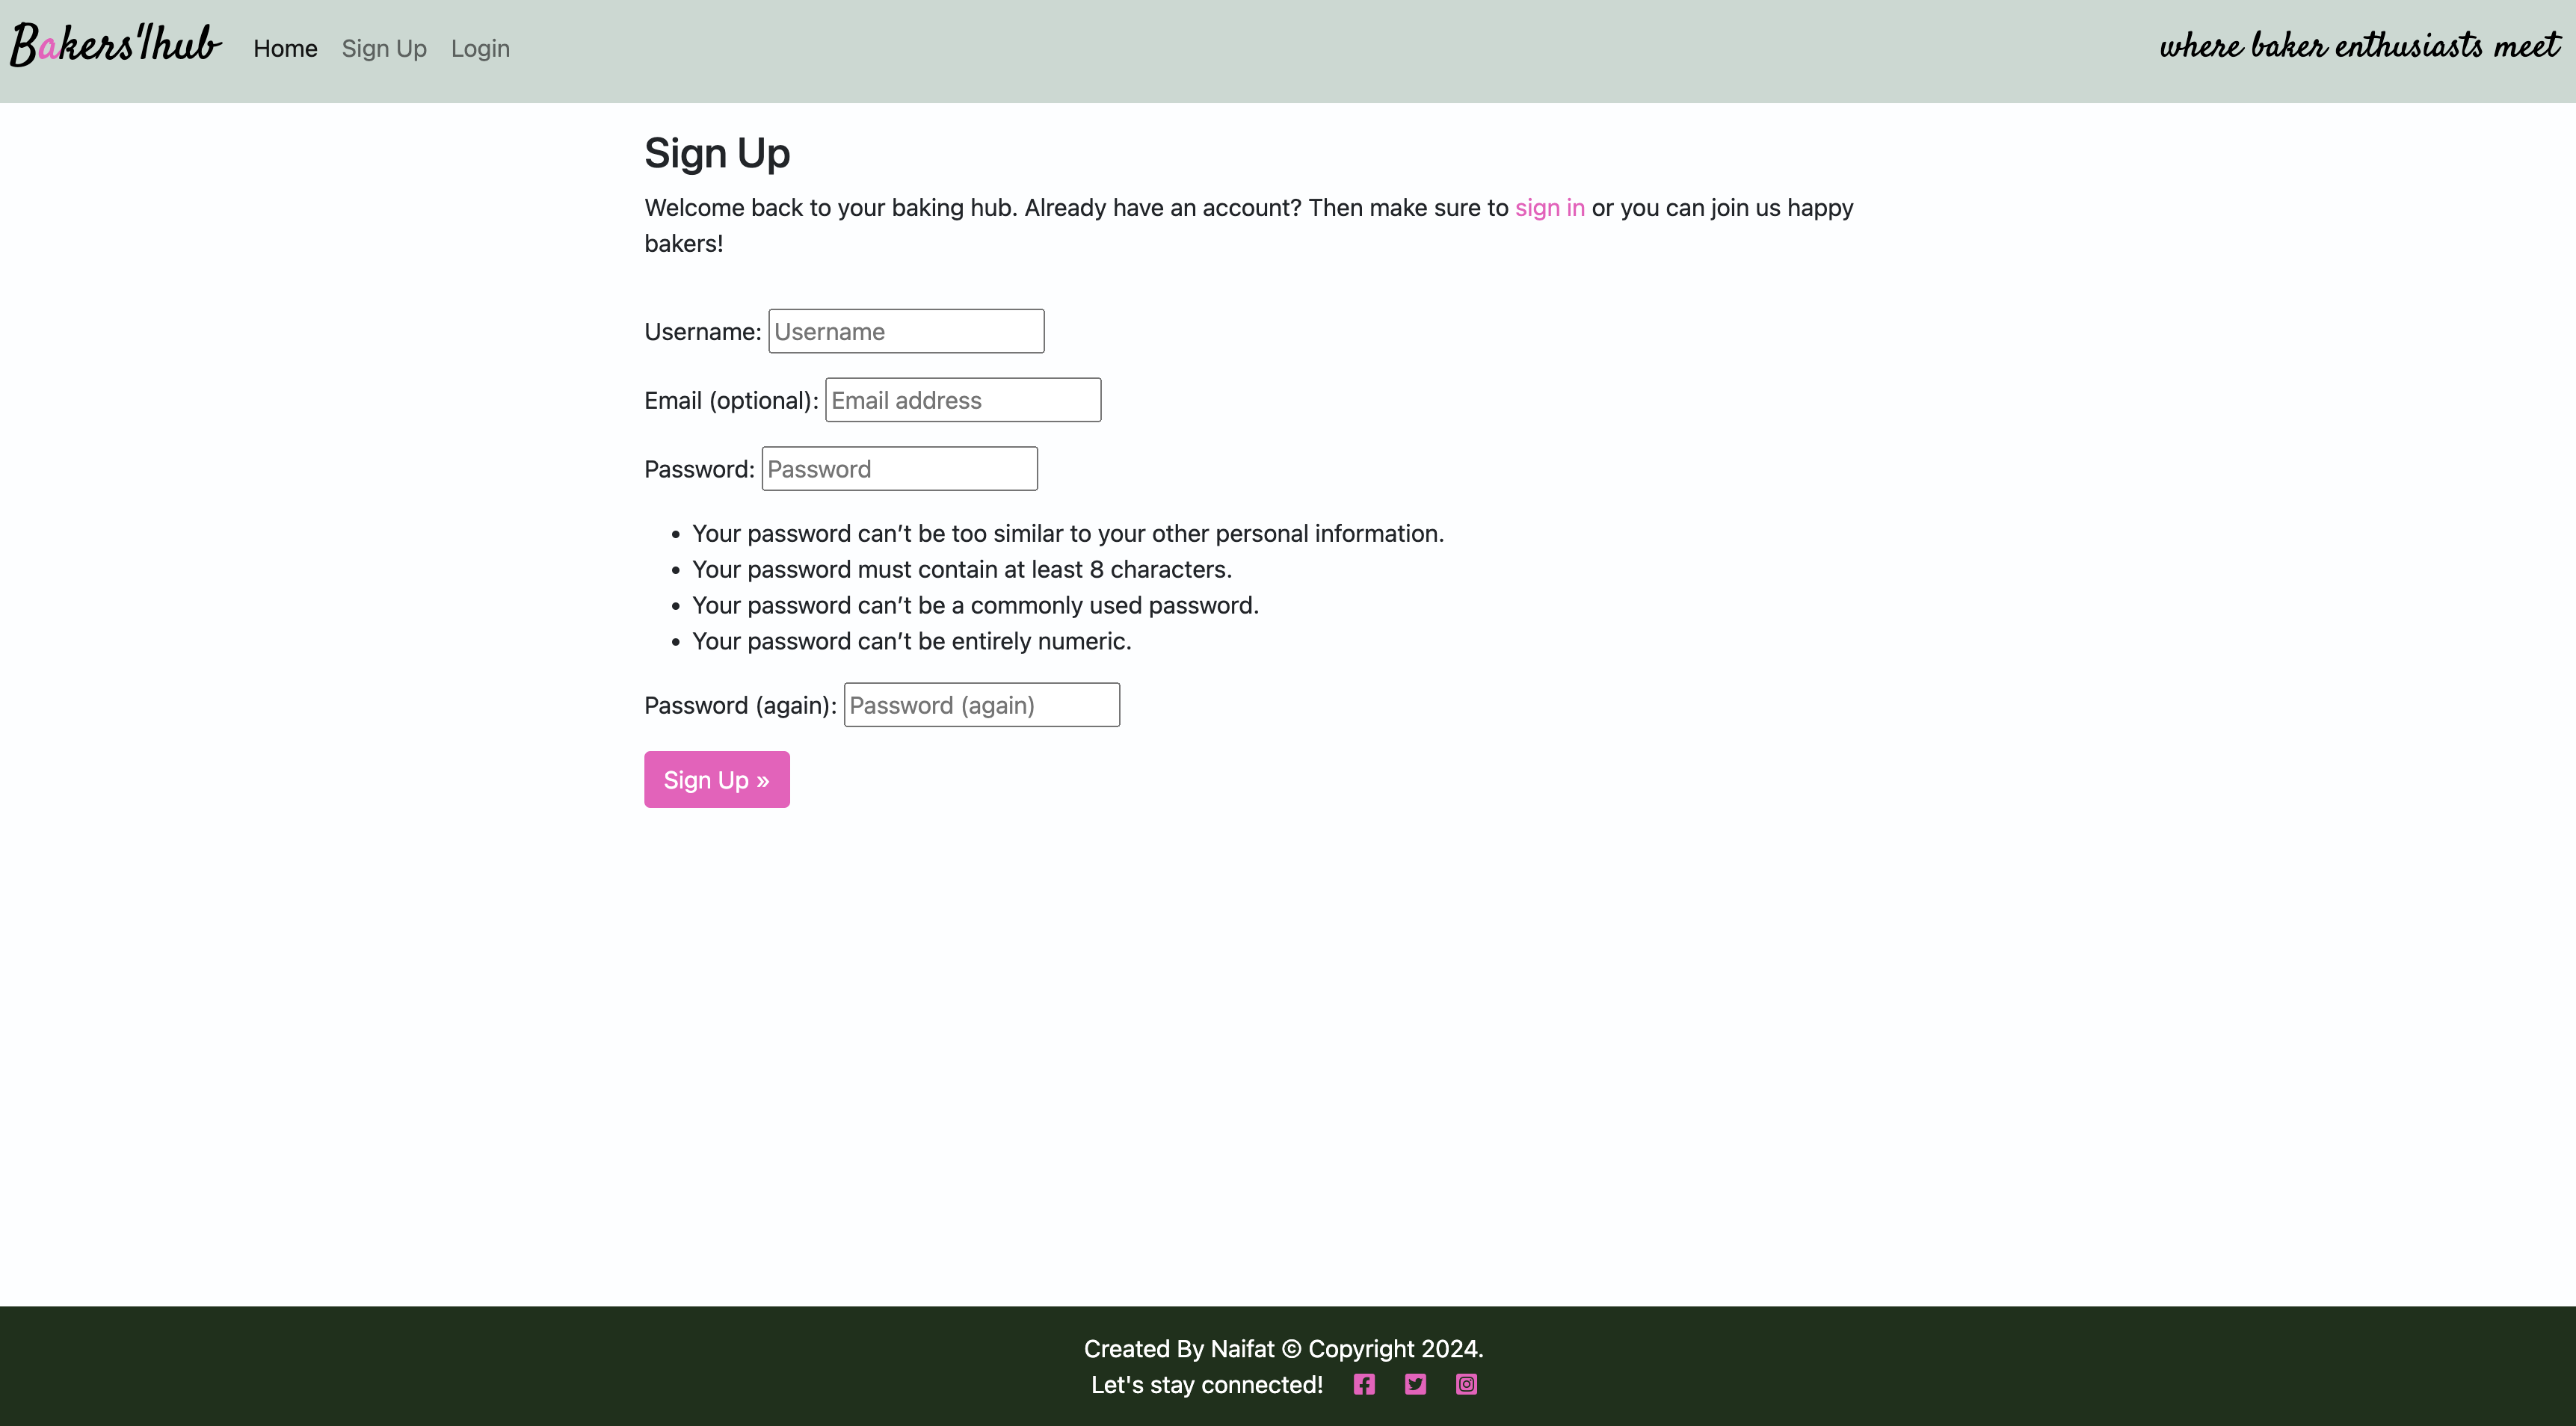 Bakers'lhub Home Sign Up Login where baker enthusiasts meet
Sign Up
Welcome back to your baking hub. Already have an account? Then make sure to sign in or you can join us happy
bakers!
Username: Username
Email (optional): Email address
Password: Password
• Your password can’t be too similar to your other personal information.
• Your password must contain at least 8 characters.
• Your password can’t be a commonly used password.
• Your password can’t be entirely numeric.
Password (again): Password (again)
Sign Up »
Created By Naifat © Copyright 2024.
Let's stay connected!